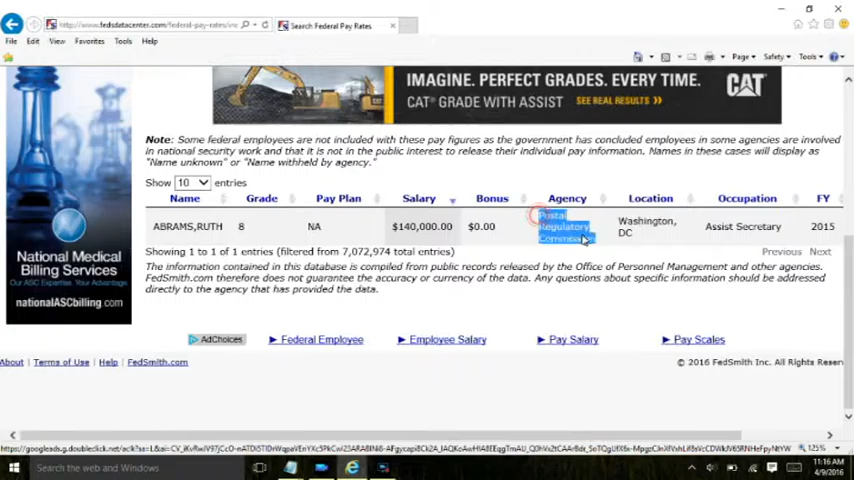 http://www.fedsdatacenter.com/federal-pay-rates/inc
Search Federal Pay Rates
File Edit View Favorites Tools Help
Page Safety Tools
IMAGINE. PERFECT GRADES. EVERY TIME.
CAT® GRADE WITH ASSIST SEE REAL RESULTS
CAT
Note: Some federal employees are not included with these pay figures as the government has concluded employees in some agencies are involved
in national security work and that it is not in the public interest to release their individual pay information. Names in these cases will display as
"Name unknown" or "Name withheld by agency."
Show 10 entries
Name Grade Pay Plan Salary Bonus Agency Location Occupation FY
ABRAMS,RUTH 8 NA $140,000.00 $0.00 Postal Regulatory Commission Washington, DC Assist Secretary 2015
Showing 1 to 1 of 1 entries (filtered from 7,072,974 total entries) Previous Next
The information contained in this database is compiled from public records released by the Office of Personnel Management and other agencies.
FedSmith.com therefore does not guarantee the accuracy or currency of the data. Any questions about specific information should be addressed
directly to the agency that has provided the data.
National Medical
Billing Services
Our ASC Expertise. Your Advantage.
nationalASCbilling.com
AdChoices Federal Employee Employee Salary Pay Salary Pay Scales
About | Terms of Use | Help | FedSmith.com © 2016 FedSmith Inc. All Rights Reser
125%
Search the web and Windows
11:16 AM
4/9/2016